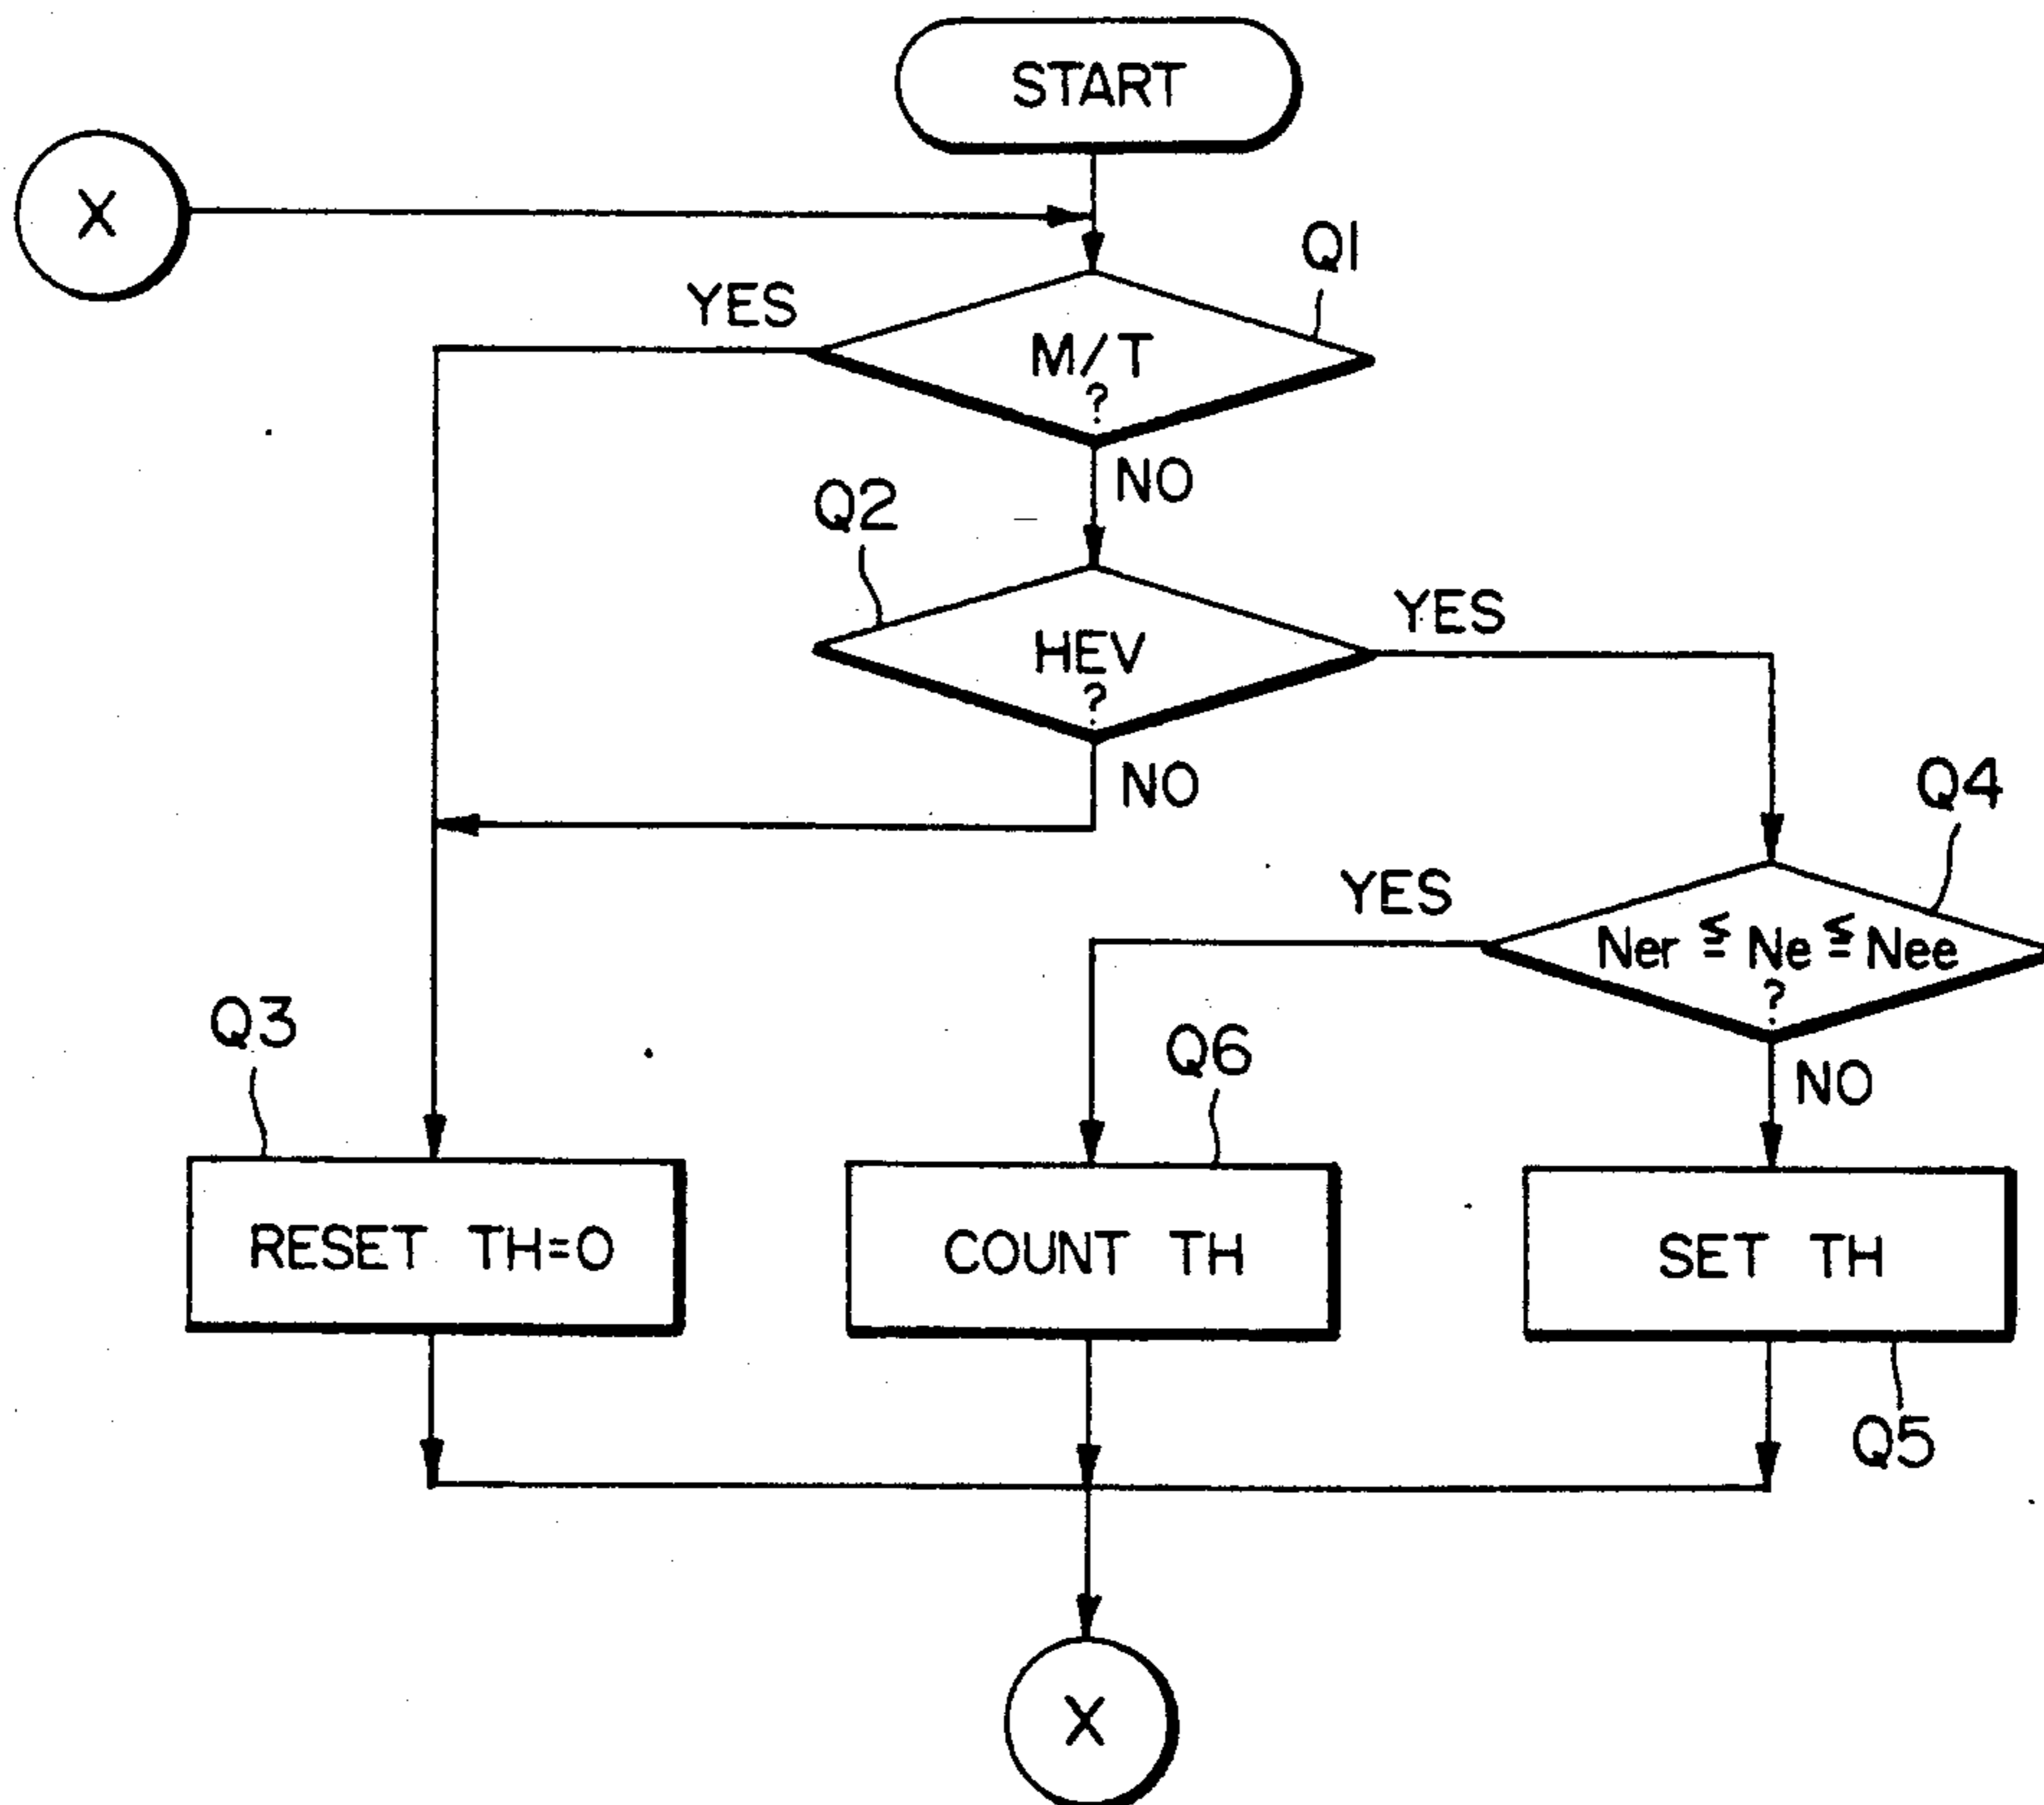 START
X
Q1
YES
M/T
?
NO
Q2
YES
HEV
?
NO
Q4
YES
Ner ≦ Ne ≦ Nee
?
Q3
Q6
NO
RESET TH=0
COUNT TH
SET TH
Q5
X